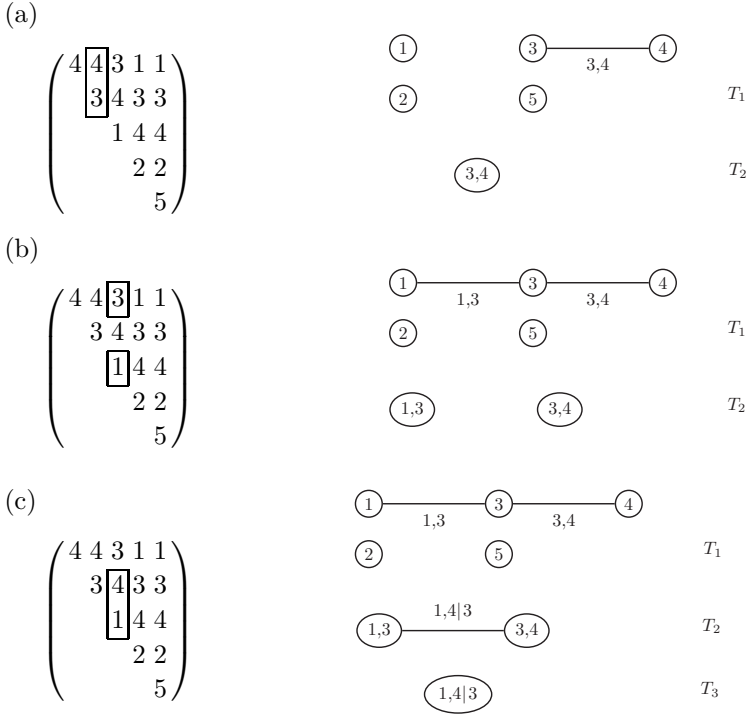 (a)
4 4 3 1 1
3 4 3 3
1 4 4
2 2
5
1 3 4
3,4
2 5 T1
3,4 T2
(b)
4 4 3 1 1
3 4 3 3
1 4 4
2 2
5
1 3 4
1,3 3,4
2 5 T1
1,3 3,4 T2
(c)
4 4 3 1 1
3 4 3 3
1 4 4
2 2
5
1 3 4
1,3 3,4
2 5 T1
1,4|3
1,3 3,4 T2
1,4|3 T3